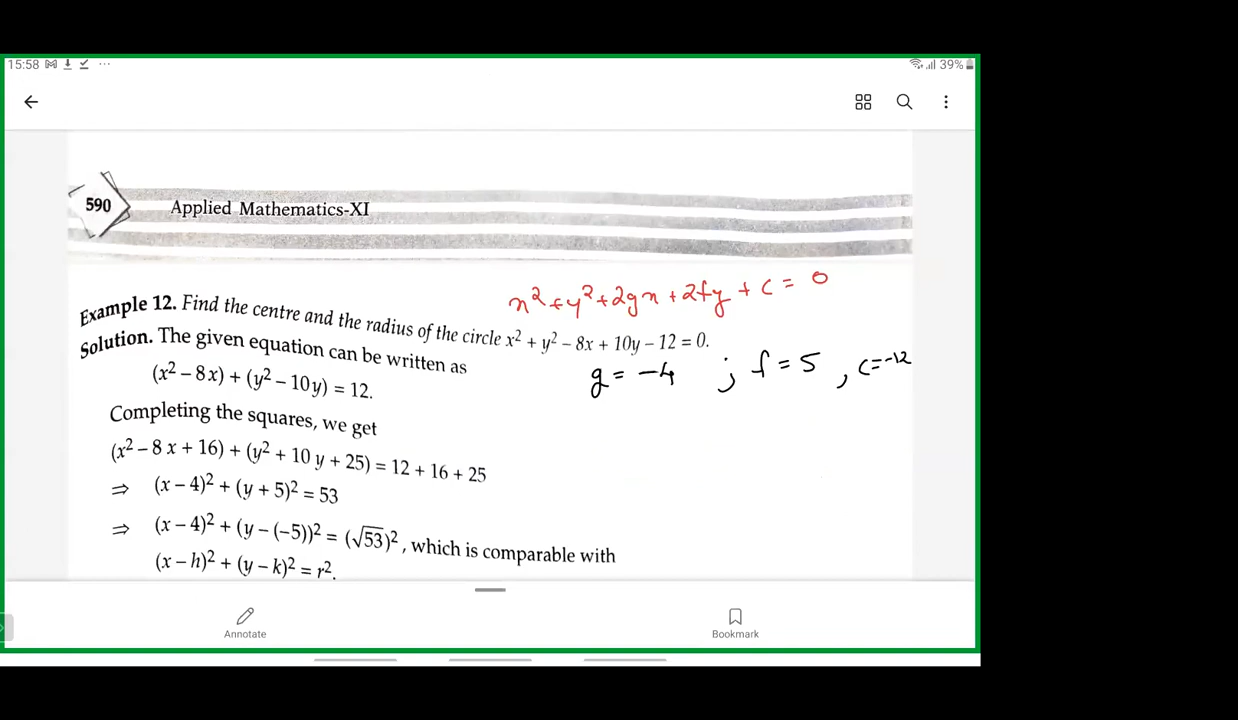 15:58
39%
590
Applied Mathematics-XI
x² + y² + 2gx + 2fy + c = 0
Example 12. Find the centre and the radius of the circle x² + y² – 8x + 10y – 12 = 0.
Solution. The given equation can be written as
(x² – 8x) + (y² – 10y) = 12.
g = -4 ; f = 5 , c = -12
Completing the squares, we get
(x² – 8 x + 16) + (y² + 10 y + 25) = 12 + 16 + 25
⇒ (x – 4)² + (y + 5)² = 53
⇒ (x – 4)² + (y – (–5))² = (√53)², which is comparable with
(x – h)² + (y – k)² = r².
Annotate
Bookmark